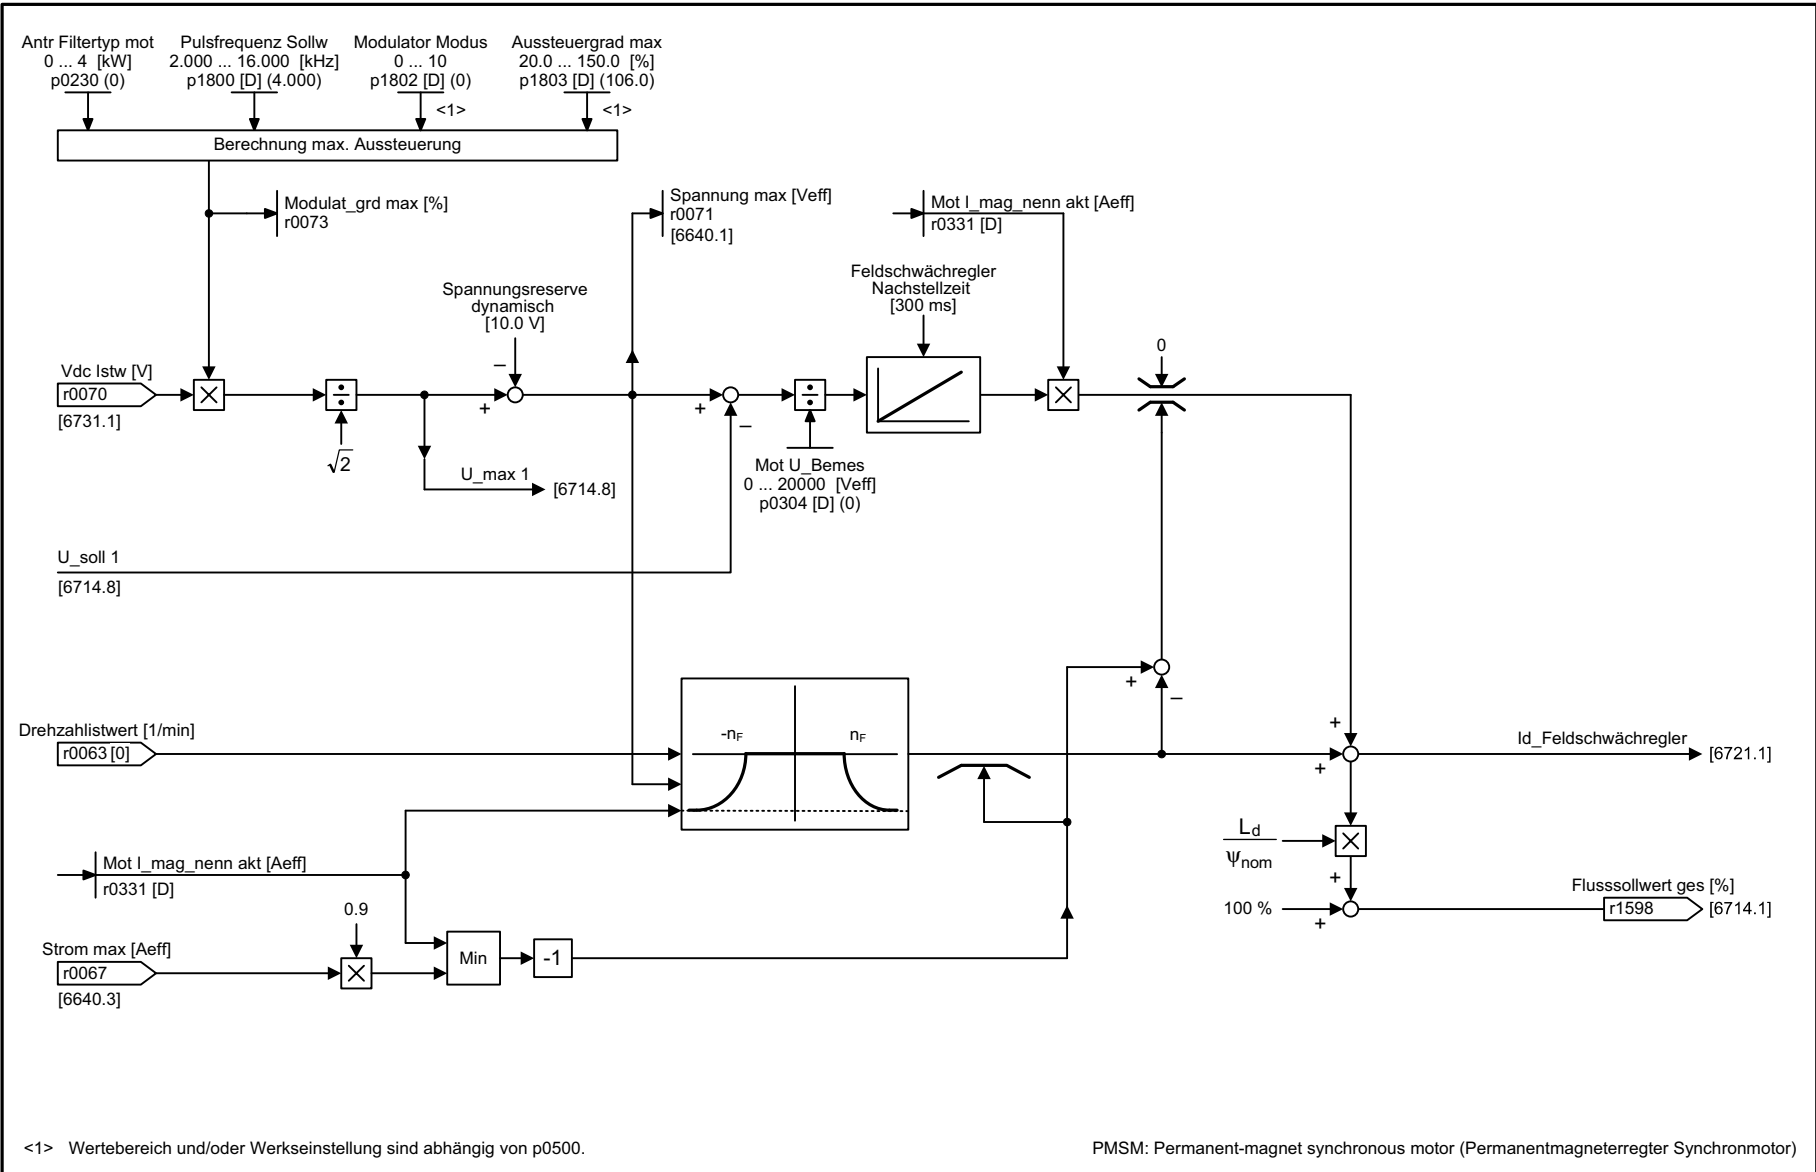 Antr Filtertyp mot
0 ... 4 [kW]
p0230 (0)
Pulsfrequenz Sollw
2.000 ... 16.000 [kHz]
p1800 [D] (4.000)
Modulator Modus
0 ... 10
p1802 [D] (0)
<1>
Aussteuergrad max
20.0 ... 150.0 [%]
p1803 [D] (106.0)
<1>
Berechnung max. Aussteuerung
Modulat_grd max [%]
r0073
Spannung max [Veff]
r0071
[6640.1]
Mot I_mag_nenn akt [Aeff]
r0331 [D]
Spannungsreserve
dynamisch
[10.0 V]
Feldschwächregler
Nachstellzeit
[300 ms]
0
Vdc Istw [V]
r0070
[6731.1]
×
÷
√2
–
+
+
–
÷
×
U_max 1
[6714.8]
Mot U_Bemes
0 ... 20000 [Veff]
p0304 [D] (0)
U_soll 1
[6714.8]
+
–
Drehzahlistwert [1/min]
r0063 [0]
-nF
nF
+
+
Id_Feldschwächregler
[6721.1]
Ld
ψnom
×
+
Mot I_mag_nenn akt [Aeff]
r0331 [D]
100 %
+
Flusssollwert ges [%]
r1598
[6714.1]
0.9
Strom max [Aeff]
r0067
[6640.3]
×
Min
-1
<1> Wertebereich und/oder Werkseinstellung sind abhängig von p0500.
PMSM: Permanent-magnet synchronous motor (Permanentmagneterregter Synchronmotor)